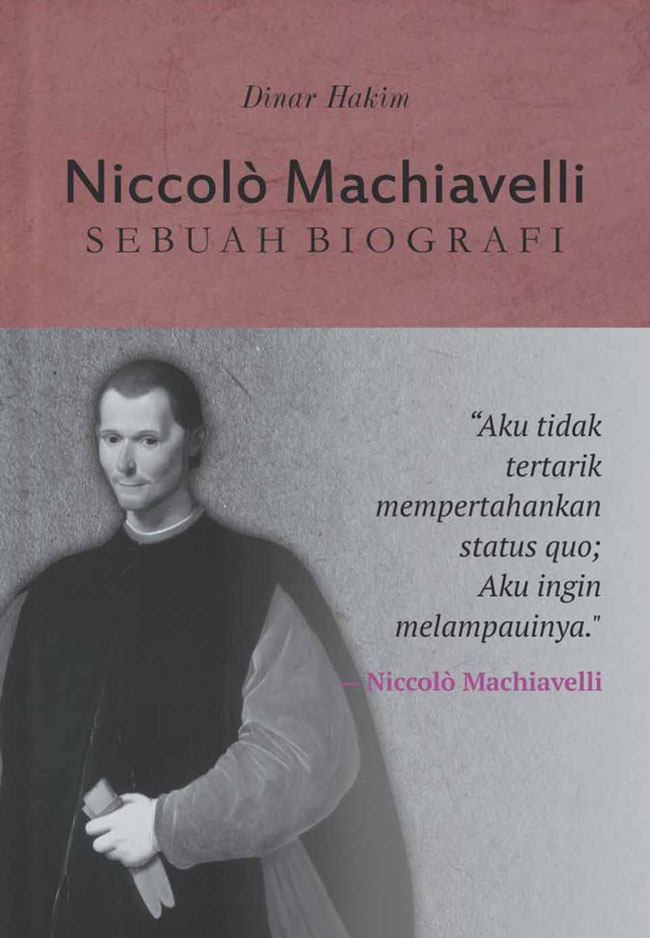 Dinar Hakim
Niccolò Machiavelli
SEBUAH BIOGRAFI
“Aku tidak
tertarik
mempertahankan
status quo;
Aku ingin
melampauinya."
— Niccolò Machiavelli